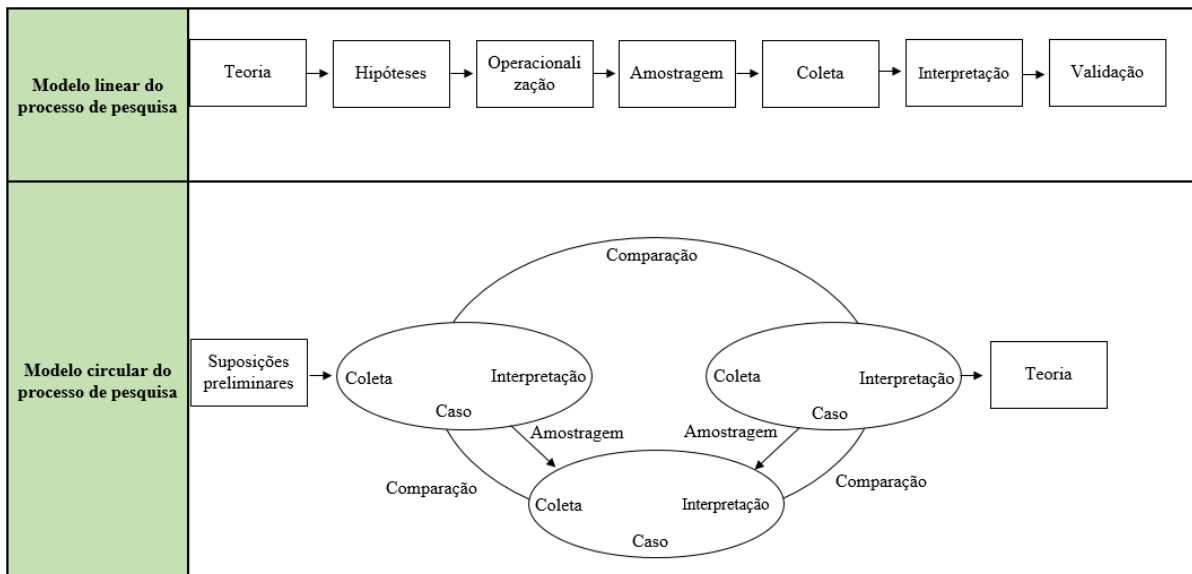 Modelo linear do
processo de pesquisa
Teoria
Hipóteses
Operacionali
zação
Amostragem
Coleta
Interpretação
Validação
Modelo circular do
processo de pesquisa
Suposições
preliminares
Comparação
Coleta
Interpretação
Caso
Coleta
Interpretação
Caso
Teoria
Amostragem
Amostragem
Comparação
Comparação
Coleta
Interpretação
Caso